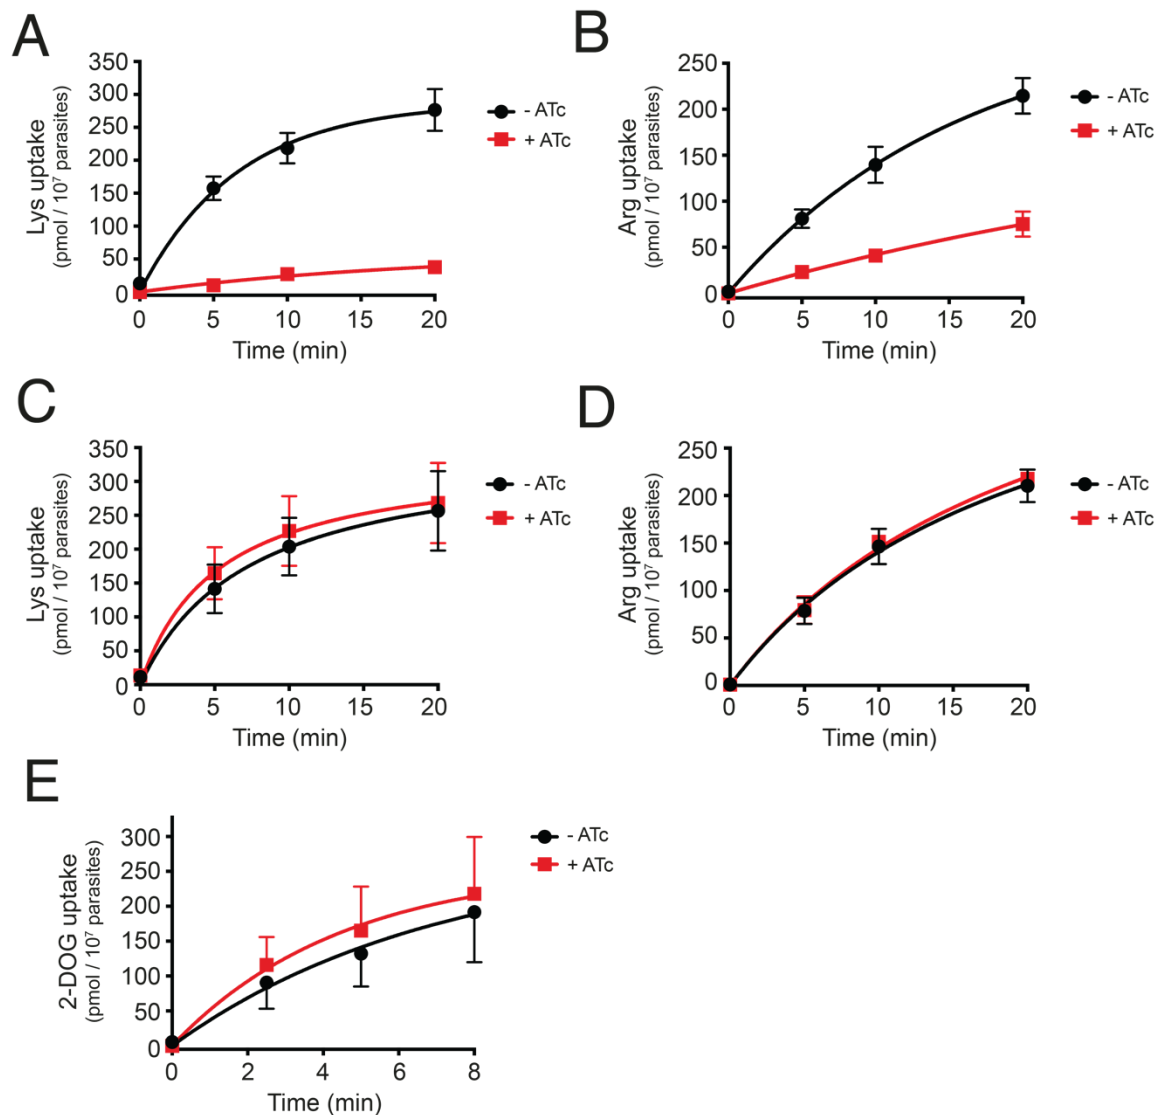 A
Lys uptake
(pmol / 10⁷ parasites)
350
300
250
200
150
100
50
0
0 5 10 15 20
Time (min)
- ATc
+ ATc
B
Arg uptake
(pmol / 10⁷ parasites)
250
200
150
100
50
0
0 5 10 15 20
Time (min)
- ATc
+ ATc
C
Lys uptake
(pmol / 10⁷ parasites)
350
300
250
200
150
100
50
0
0 5 10 15 20
Time (min)
- ATc
+ ATc
D
Arg uptake
(pmol / 10⁷ parasites)
250
200
150
100
50
0
0 5 10 15 20
Time (min)
- ATc
+ ATc
E
2-DOG uptake
(pmol / 10⁷ parasites)
300
250
200
150
100
50
0
0 2 4 6 8
Time (min)
- ATc
+ ATc